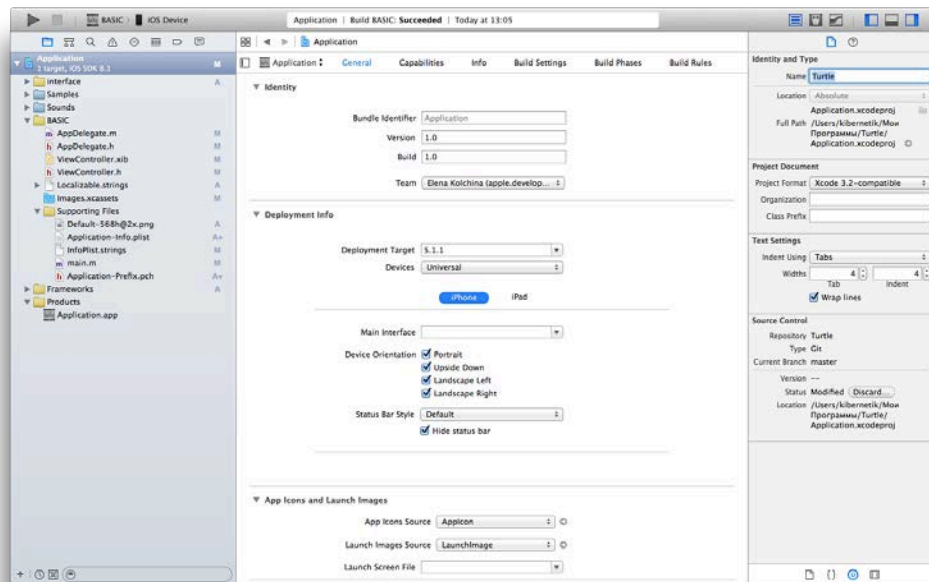 BASIC iOS Device
Application | Build BASIC: Succeeded | Today at 13:05
Application
1 target, iOS SDK 8.1
M
interface
A
Samples
Sounds
BASIC
AppDelegate.m
M
AppDelegate.h
M
ViewController.xib
M
ViewController.h
M
Localizable.strings
A
Images.xcassets
M
Supporting Files
Default-568h@2x.png
A
Application-Info.plist
A+
InfoPlist.strings
M
main.m
M
Application-Prefix.pch
A+
Frameworks
A
Products
Application.app
Application
Application General Capabilities Info Build Settings Build Phases Build Rules
Identity
Bundle Identifier Application
Version 1.0
Build 1.0
Team Elena Kolchina (apple.develop...
Deployment Info
Deployment Target 5.1.1
Devices Universal
iPhone iPad
Main Interface
Device Orientation Portrait
Upside Down
Landscape Left
Landscape Right
Status Bar Style Default
Hide status bar
App Icons and Launch Images
App Icons Source AppIcon
Launch Images Source LaunchImage
Launch Screen File
Identity and Type
Name Turtle
Location Absolute
Application.xcodeproj
Full Path /Users/kibernetik/Мои
Программы/Turtle/
Application.xcodeproj
Project Document
Project Format Xcode 3.2-compatible
Organization
Class Prefix
Text Settings
Indent Using Tabs
Widths 4 4
Tab Indent
Wrap lines
Source Control
Repository Turtle
Type Git
Current Branch master
Version --
Status Modified Discard...
Location /Users/kibernetik/Мои
Программы/Turtle/
Application.xcodeproj